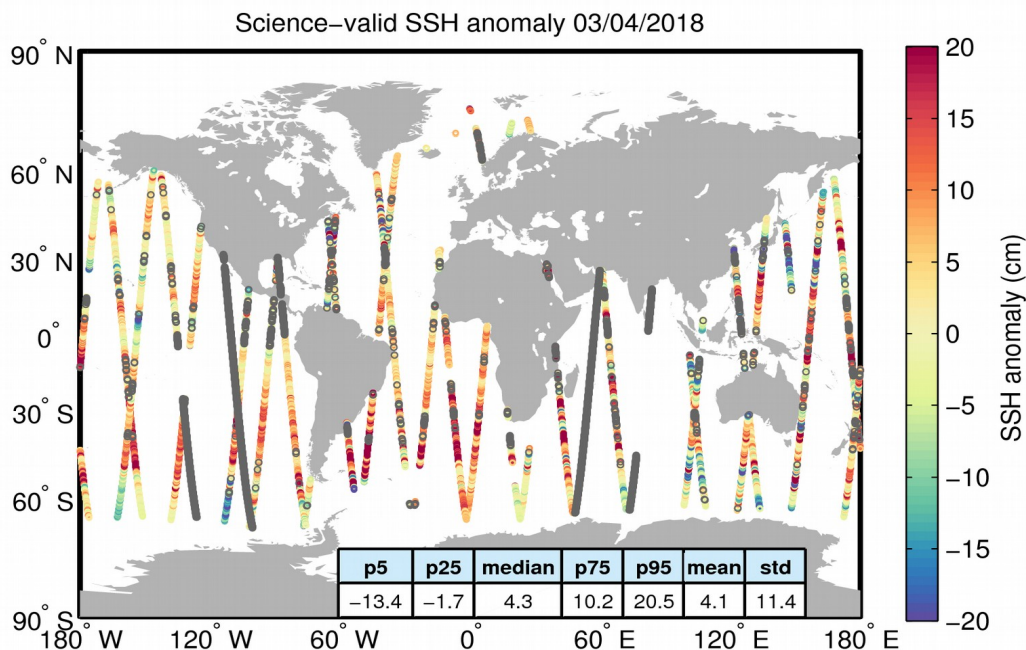 Science−valid SSH anomaly 03/04/2018
90° N
60° N
30° N
0°
30° S
60° S
90° S
180° W
120° W
60° W
0°
60° E
120° E
180° E
p5 p25 median p75 p95 mean std
−13.4 −1.7 4.3 10.2 20.5 4.1 11.4
20
15
10
5
0
−5
−10
−15
−20
SSH anomaly (cm)